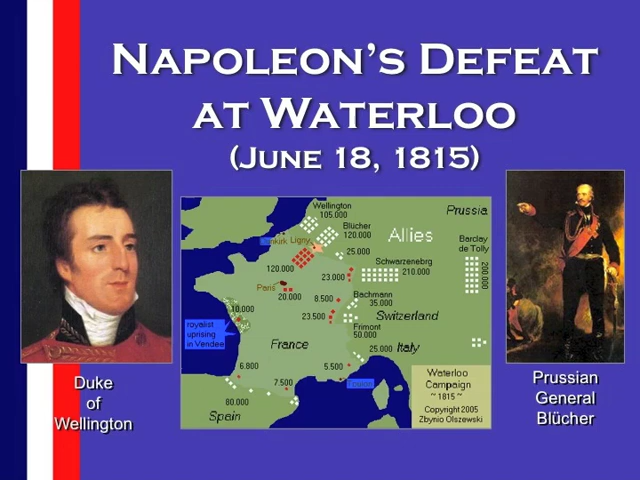 NAPOLEON'S DEFEAT
AT WATERLOO
(JUNE 18, 1815)
Wellington
105.000
Blücher
120.000
Prussia
Ligny
Allies
25.000
Barclay
de Tolly
200.000
120.000
23.000
Schwarzenebrg
210.000
Paris
20.000
8.500
Bachmann
35.000
10.000
23.500
Switzerland
royalist
uprising
in Vendee
Frimont
50.000
France
25.000
Italy
6.800
5.500
7.500
Toulon
80.000
Spain
Waterloo
Campaign
~ 1815 ~
Copyright 2005
Zbynio Olszewski
Duke
of
Wellington
Prussian
General
Blücher